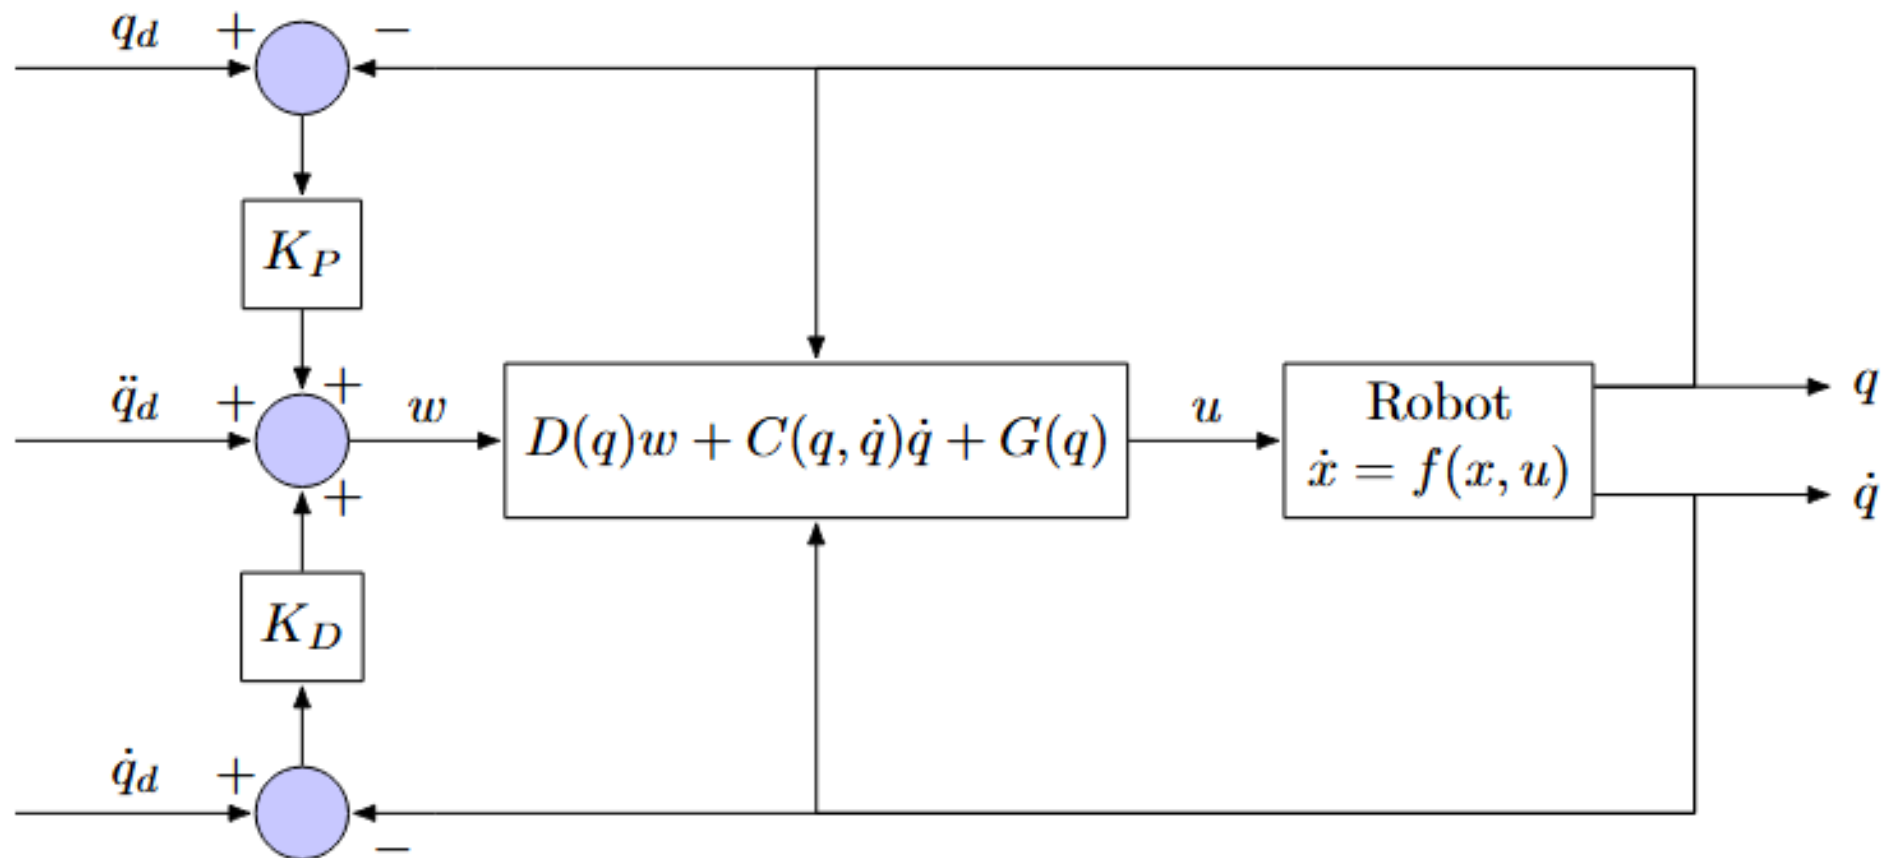 q_d + −
K_P
q̈_d + + w D(q)w + C(q, q̇)q̇ + G(q) u Robot q
ẋ = f(x, u) q̇
+
K_D
q̇_d + −